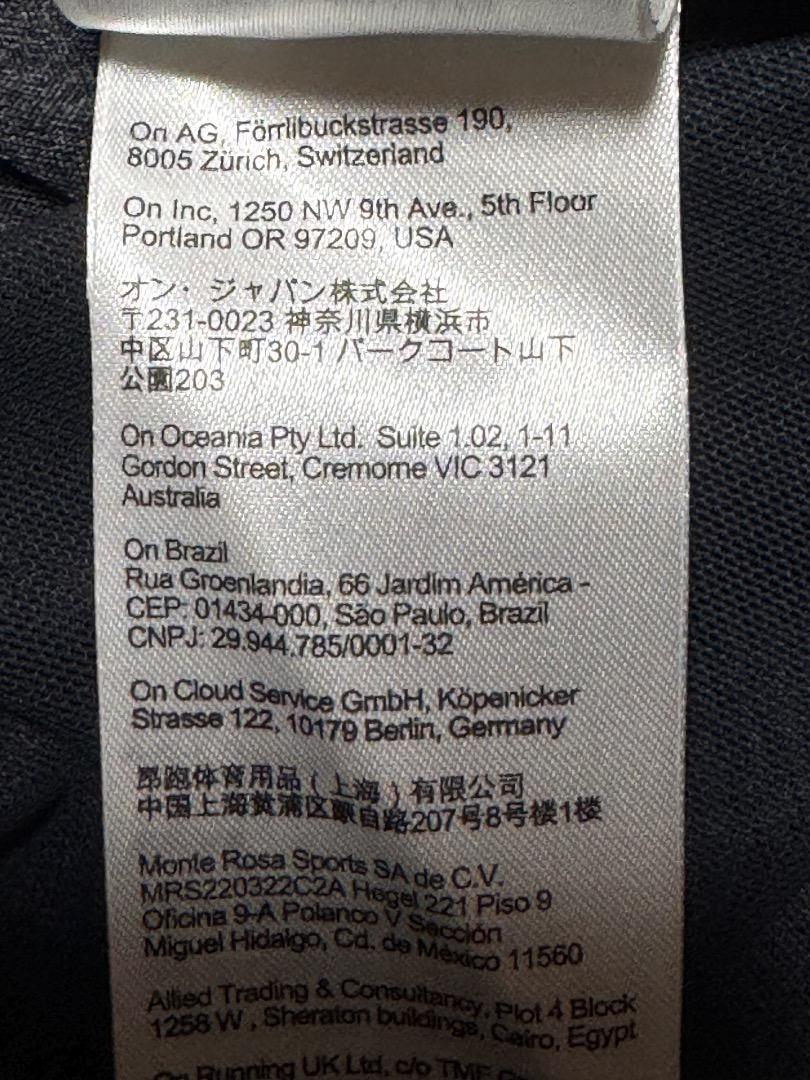 On AG, Förrlibuckstrasse 190,
8005 Zürich, Switzerland
On Inc, 1250 NW 9th Ave., 5th Floor
Portland OR 97209, USA
オン・ジャパン株式会社
〒231-0023 神奈川県横浜市
中区山下町30-1 パークコート山下
公園203
On Oceania Pty Ltd. Suite 1.02, 1-11
Gordon Street, Cremorne VIC 3121
Australia
On Brazil
Rua Groenlandia, 66 Jardim América -
CEP: 01434-000, São Paulo, Brazil
CNPJ: 29.944.785/0001-32
On Cloud Service GmbH, Köpenicker
Strasse 122, 10179 Berlin, Germany
昂跑体育用品(上海)有限公司
中国上海黄浦区蒙自路207号8号楼1楼
Monte Rosa Sports SA de C.V.
MRS220322C2A Hegel 221 Piso 9
Oficina 9-A Polanco V Sección
Miguel Hidalgo, Cd. de México 11560
Allied Trading & Consultancy, Plot 4 Block
1258 W , Sheraton buildings, Cairo, Egypt
On Running UK Ltd, c/o TMF